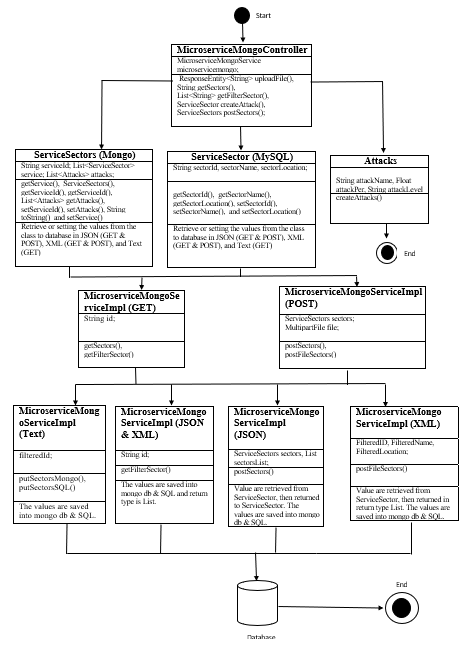 Start
MicroserviceMongoController
MicroserviceMongoService
microservicemongo;
ResponseEntity<String> uploadFile(),
String getSectors(),
List<String> getFilterSector(),
ServiceSector createAttack(),
ServiceSectors postSectors();
ServiceSectors (Mongo)
String serviceId; List<ServiceSector>
service; List<Attacks> attacks;
getService(), ServiceSectors(),
getServiceId(), getServiceId(),
List<Attacks> getAttacks(),
setServiceId(), setAttacks(), String
toString() and setService()
Retrieve or setting the values from the
class to database in JSON (GET &
POST), XML (GET & POST), and Text
(GET)
ServiceSector (MySQL)
String sectorId, sectorName, sectorLocation;
getSectorId(), getSectorName(),
getSectorLocation(), setSectorId(),
setSectorName(), and setSectorLocation()
Retrieve or setting the values from the
class to database in JSON (GET & POST), XML
(GET & POST), and Text (GET)
Attacks
String attackName, Float
attackPer, String attackLevel
createAttacks()
End
MicroserviceMongoSe
rviceImpl (GET)
String id;
getSectors(),
getFilterSector()
MicroserviceMongoServiceImpl
(POST)
ServiceSectors sectors;
MultipartFile file;
postSectors(),
postFileSectors()
MicroserviceMong
oServiceImpl
(Text)
filteredId;
putSectorsMongo(),
putSectorsSQL()
The values are saved
into mongo db & SQL.
MicroserviceMongo
ServiceImpl (JSON
& XML)
String id;
getFilterSector()
The values are saved into
mongo db & SQL and return
type is List.
MicroserviceMongo
ServiceImpl
(JSON)
ServiceSectors sectors, List
sectorsList;
postSectors()
Value are retrieved from
ServiceSector, then returned
to ServiceSector. The
values are saved into mongo
db & SQL.
MicroserviceMongo
ServiceImpl (XML)
FilteredID, FilteredName,
FilteredLocation;
postFileSectors()
Value are retrieved from
ServiceSector, then returned in
return type List. The values are
saved into mongo db & SQL.
End
Database